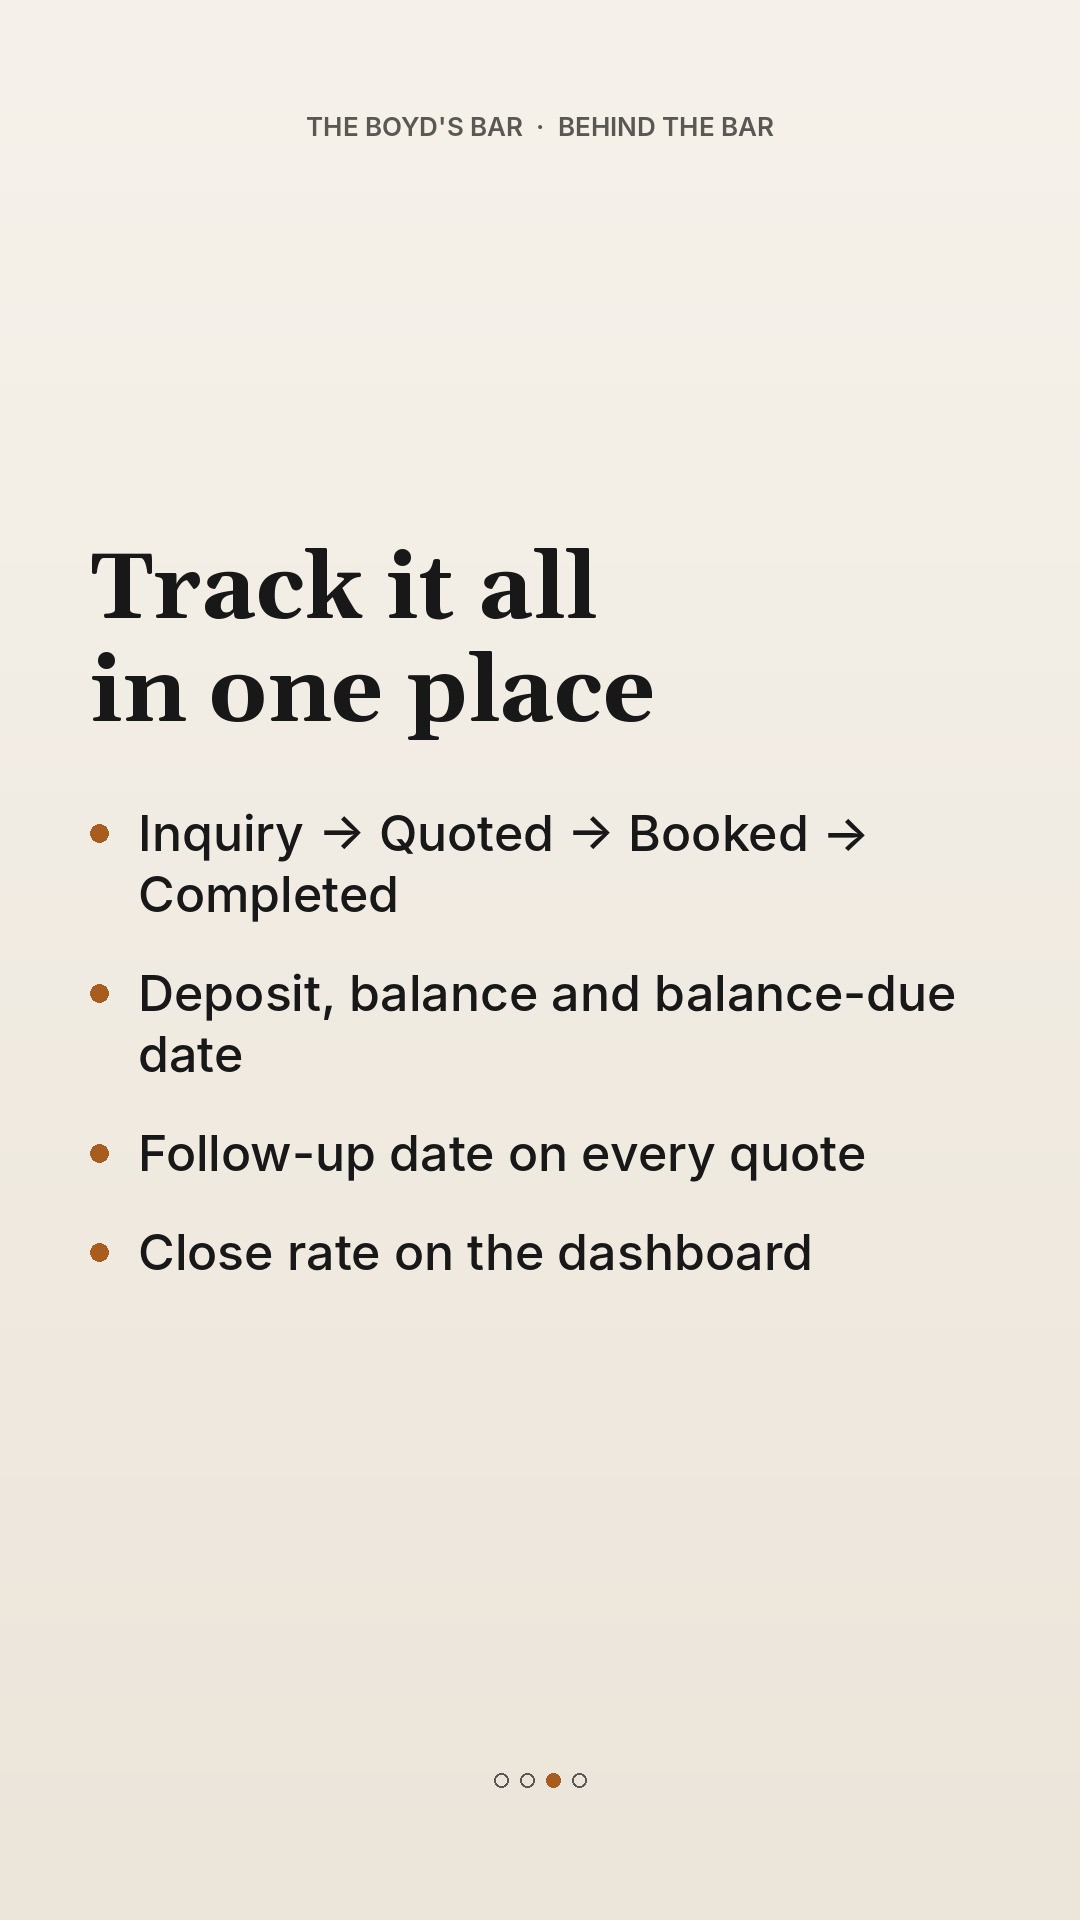 THE BOYD'S BAR · BEHIND THE BAR
Track it all
in one place
Inquiry → Quoted → Booked →
Completed
Deposit, balance and balance-due
date
Follow-up date on every quote
Close rate on the dashboard